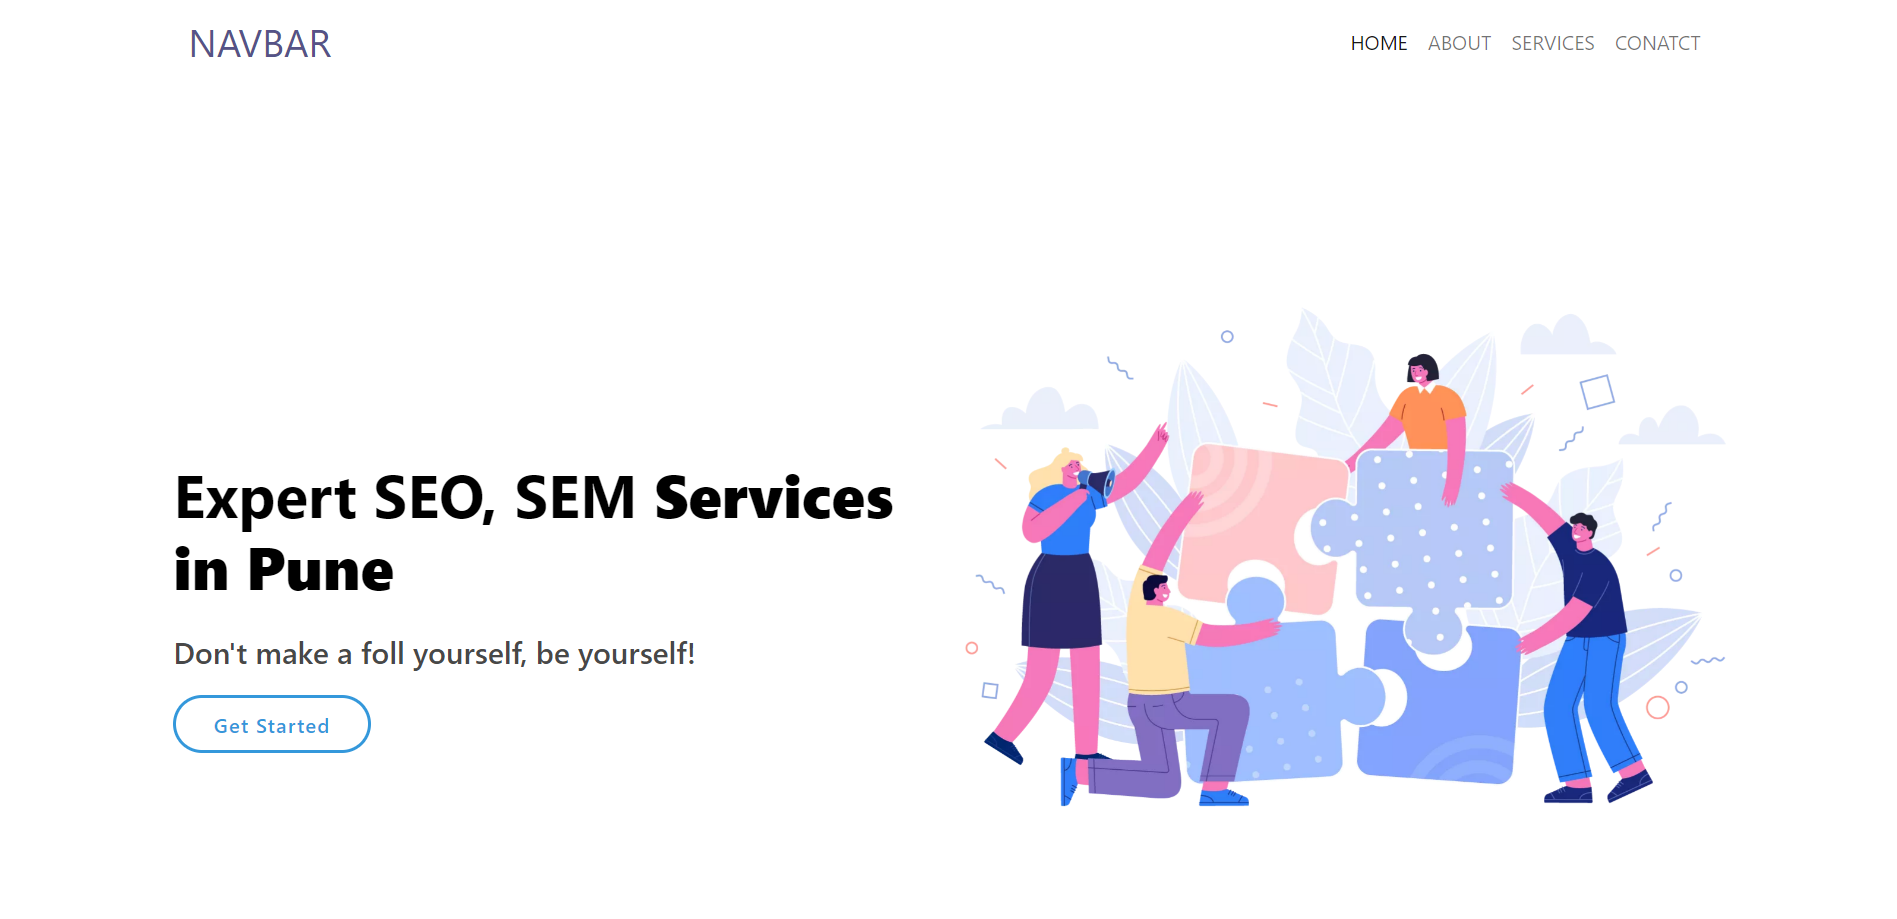 NAVBAR
HOME ABOUT SERVICES CONATCT
Expert SEO, SEM Services
in Pune
Don't make a foll yourself, be yourself!
Get Started